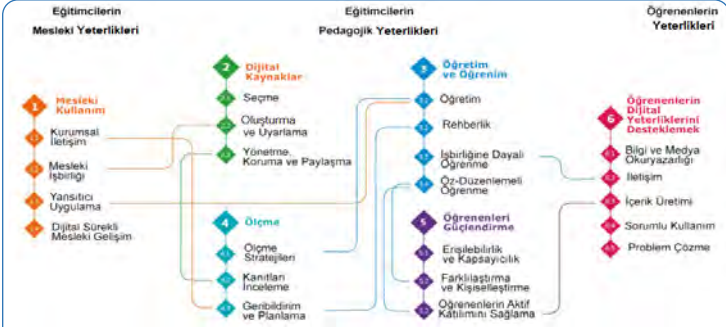 Eğitimcilerin
Mesleki Yeterlikleri
Eğitimcilerin
Pedagojik Yeterlikleri
Öğrenenlerin
Yeterlikleri
1
Mesleki
Kullanımı
Kurumsal
İletişim
Mesleki
İşbirliği
Yansıtıcı
Uygulama
Dijital Sürekli
Mesleki Gelişim
2
Dijital
Kaynaklar
Seçme
Oluşturma
ve Uyarlama
Yönetme,
Koruma ve Paylaşma
4
Ölçme
Ölçme
Stratejileri
Kanıtları
İnceleme
Geribildirim
ve Planlama
3
Öğretim
ve Öğrenim
Öğretim
Rehberlik
İşbirliğine Dayalı
Öğrenme
Öz-Düzenlemeli
Öğrenme
5
Öğrenenleri
Güçlendirme
Erişilebilirlik
ve Kapsayıcılık
Farklılaştırma
ve Kişiselleştirme
Öğrenenlerin Aktif
Katılımını Sağlama
6
Öğrenenlerin
Dijital
Yeterliklerini
Desteklemek
Bilgi ve Medya
Okuryazarlığı
İletişim
İçerik Üretimi
Sorumlu Kullanım
Problem Çözme